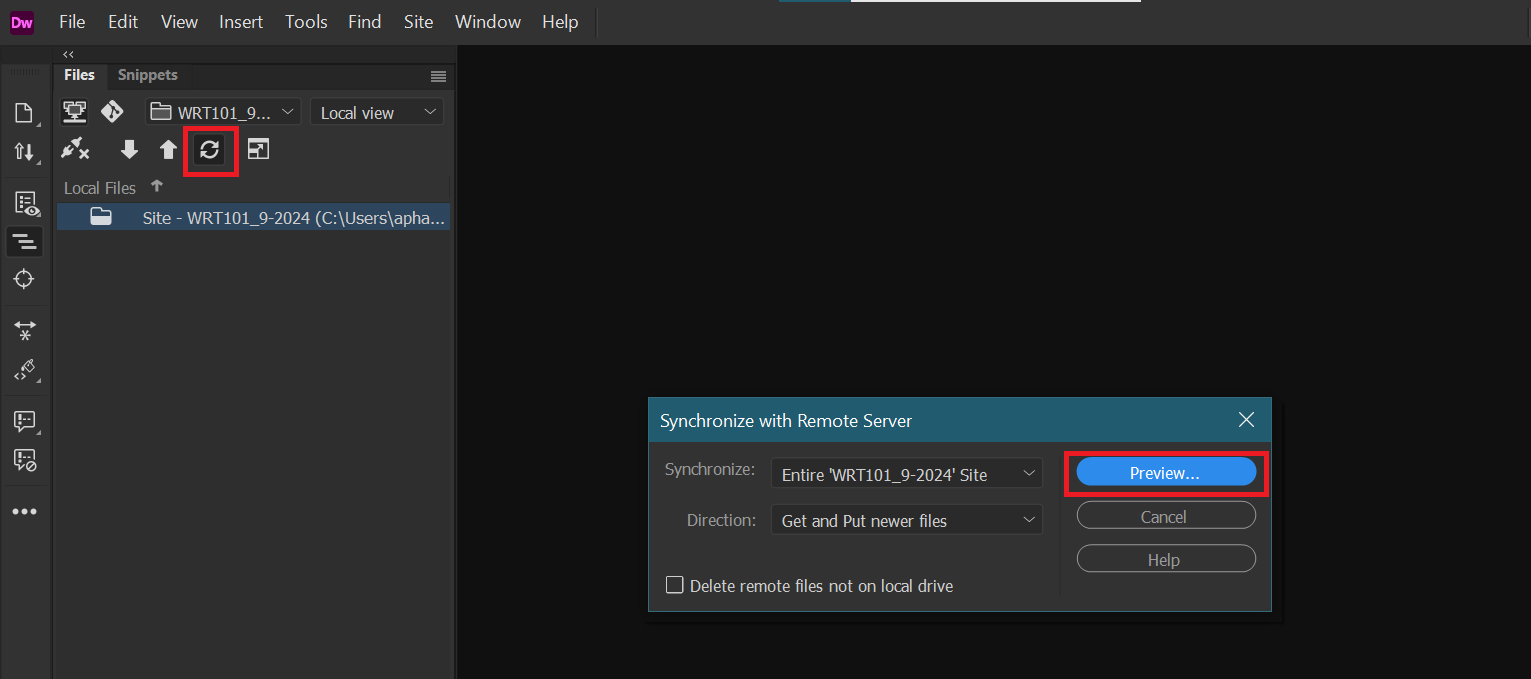 Dw File Edit View Insert Tools Find Site Window Help
Files Snippets
WRT101_9... Local view
Local Files
Site - WRT101_9-2024 (C:\Users\apha...
Synchronize with Remote Server
Synchronize: Entire 'WRT101_9-2024' Site Preview...
Direction: Get and Put newer files Cancel
Help
Delete remote files not on local drive